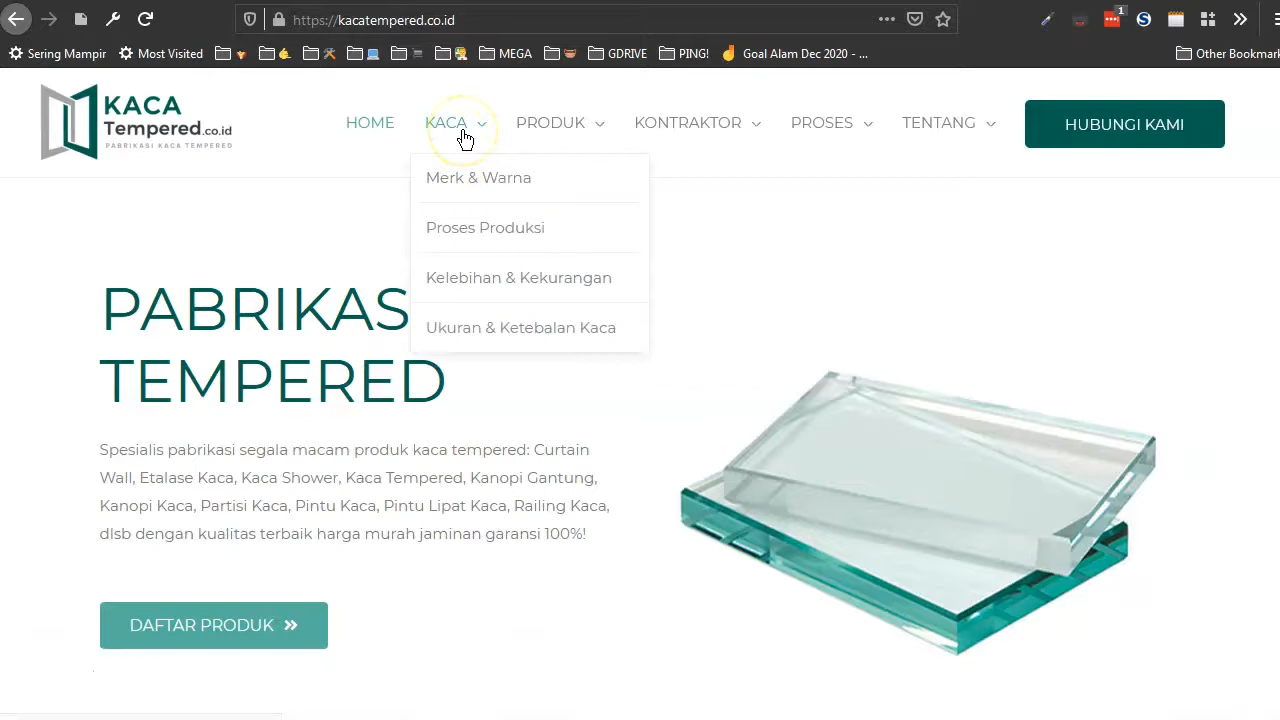 https://kacatempered.co.id
1
Sering Mampir
Most Visited
MEGA
GDRIVE
PING!
Goal Alam Dec 2020 - ...
Other Bookmar
KACA
Tempered.co.id
PABRIKASI KACA TEMPERED
HOME
KACA
PRODUK
KONTRAKTOR
PROSES
TENTANG
HUBUNGI KAMI
Merk & Warna
Proses Produksi
Kelebihan & Kekurangan
Ukuran & Ketebalan Kaca
PABRIKAS
TEMPERED
Spesialis pabrikasi segala macam produk kaca tempered: Curtain
Wall, Etalase Kaca, Kaca Shower, Kaca Tempered, Kanopi Gantung,
Kanopi Kaca, Partisi Kaca, Pintu Kaca, Pintu Lipat Kaca, Railing Kaca,
dlsb dengan kualitas terbaik harga murah jaminan garansi 100%!
DAFTAR PRODUK